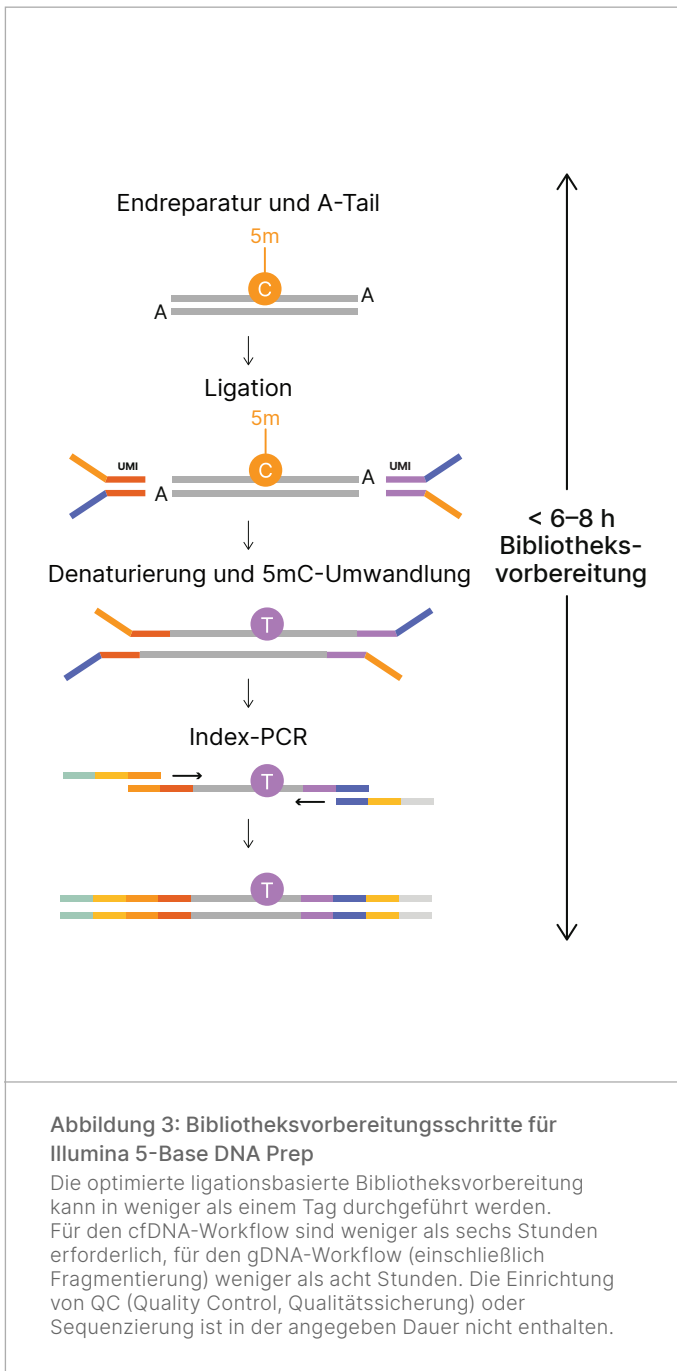 Endreparatur und A-Tail
5m
C
A
A
Ligation
5m
UMI
UMI
C
A
A
< 6–8 h
Bibliotheks-
vorbereitung
Denaturierung und 5mC-Umwandlung
T
Index-PCR
T
T
Abbildung 3: Bibliotheksvorbereitungsschritte für
Illumina 5-Base DNA Prep
Die optimierte ligationsbasierte Bibliotheksvorbereitung
kann in weniger als einem Tag durchgeführt werden.
Für den cfDNA-Workflow sind weniger als sechs Stunden
erforderlich, für den gDNA-Workflow (einschließlich
Fragmentierung) weniger als acht Stunden. Die Einrichtung
von QC (Quality Control, Qualitätssicherung) oder
Sequenzierung ist in der angegeben Dauer nicht enthalten.